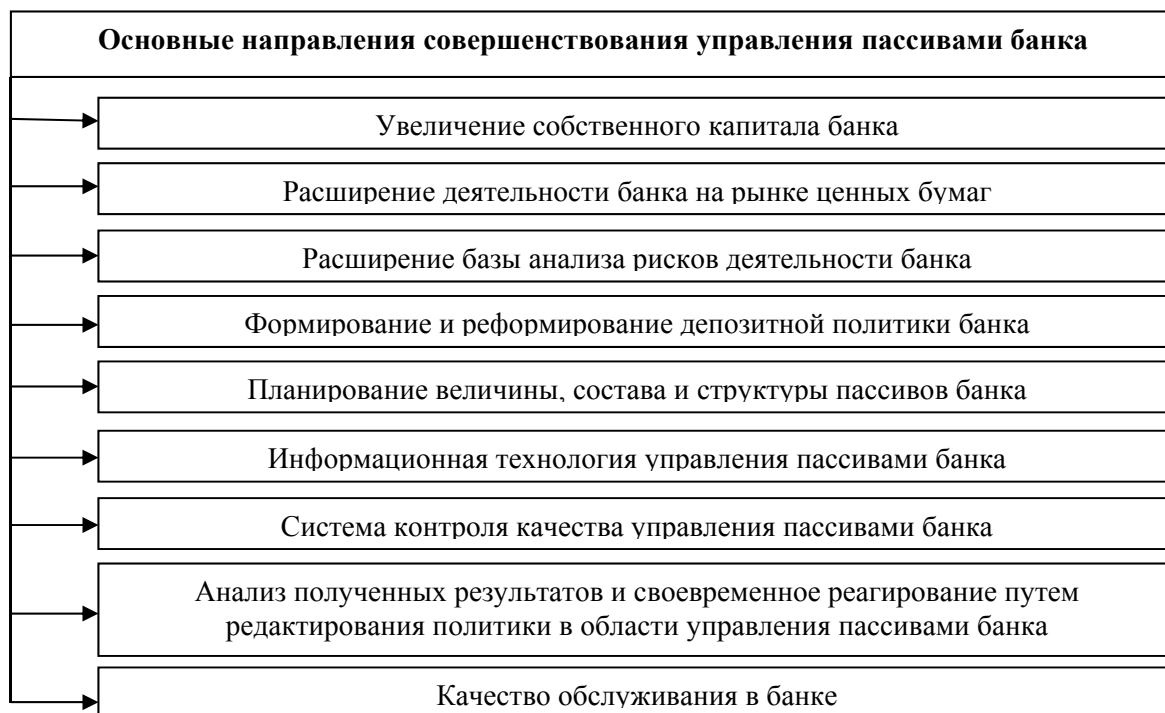 Основные направления совершенствования управления пассивами банка
Увеличение собственного капитала банка
Расширение деятельности банка на рынке ценных бумаг
Расширение базы анализа рисков деятельности банка
Формирование и реформирование депозитной политики банка
Планирование величины, состава и структуры пассивов банка
Информационная технология управления пассивами банка
Система контроля качества управления пассивами банка
Анализ полученных результатов и своевременное реагирование путем
редактирования политики в области управления пассивами банка
Качество обслуживания в банке